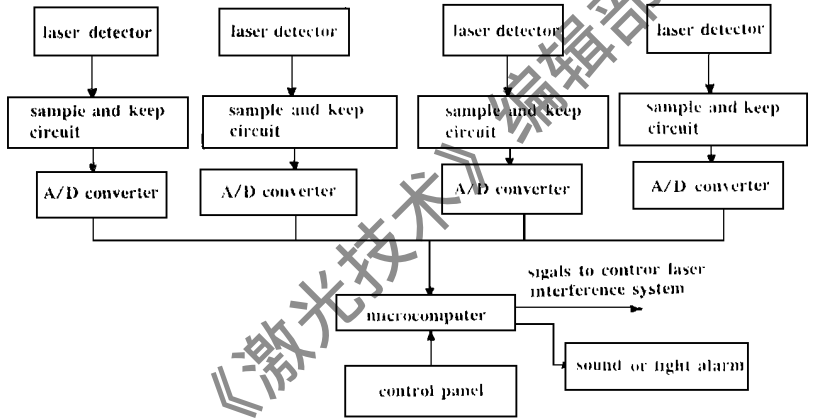 laser detector
laser detector
laser detector
laser detector
sample and keep
circuit
sample and keep
circuit
sample and keep
circuit
sample and keep
circuit
A/D converter
A/D converter
A/D converter
A/D converter
sigals to contror laser
interference system
microcomputer
sound or light alarm
control panel
《激光技术》编辑部